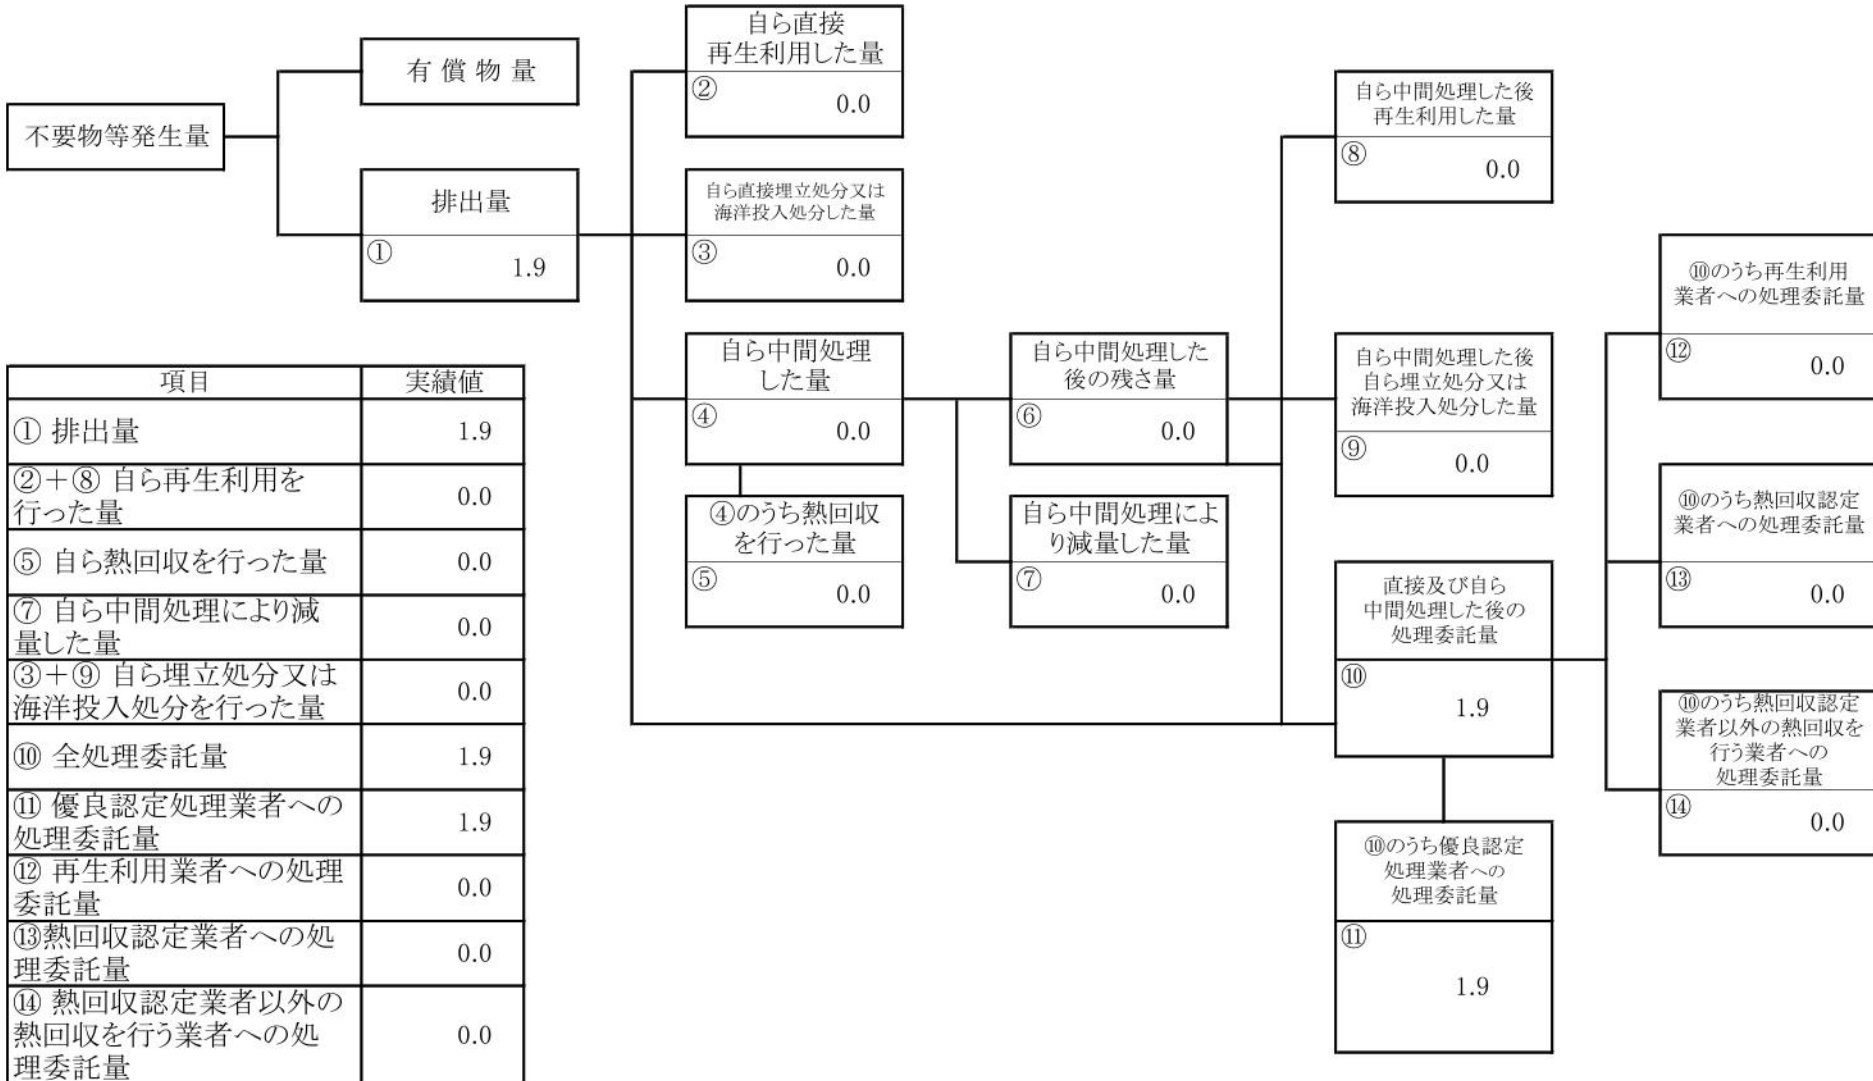 不要物等発生量
有 償 物 量
排出量
①
1.9
自ら直接
再生利用した量
②
0.0
自ら直接埋立処分又は
海洋投入処分した量
③
0.0
自ら中間処理
した量
④
0.0
④のうち熱回収
を行った量
⑤
0.0
自ら中間処理した
後の残さ量
⑥
0.0
自ら中間処理によ
り減量した量
⑦
0.0
自ら中間処理した後
再生利用した量
⑧
0.0
自ら中間処理した後
自ら埋立処分又は
海洋投入処分した量
⑨
0.0
直接及び自ら
中間処理した後の
処理委託量
⑩
1.9
⑩のうち優良認定
処理業者への
処理委託量
⑪
1.9
⑩のうち再生利用
業者への処理委託量
⑫
0.0
⑩のうち熱回収認定
業者への処理委託量
⑬
0.0
⑩のうち熱回収認定
業者以外の熱回収を
行う業者への
処理委託量
⑭
0.0
項目 実績値
① 排出量 1.9
②＋⑧ 自ら再生利用を
行った量 0.0
⑤ 自ら熱回収を行った量 0.0
⑦ 自ら中間処理により減
量した量 0.0
③＋⑨ 自ら埋立処分又は
海洋投入処分を行った量 0.0
⑩ 全処理委託量 1.9
⑪ 優良認定処理業者への
処理委託量 1.9
⑫ 再生利用業者への処理
委託量 0.0
⑬熱回収認定業者への処
理委託量 0.0
⑭ 熱回収認定業者以外の
熱回収を行う業者への処
理委託量 0.0